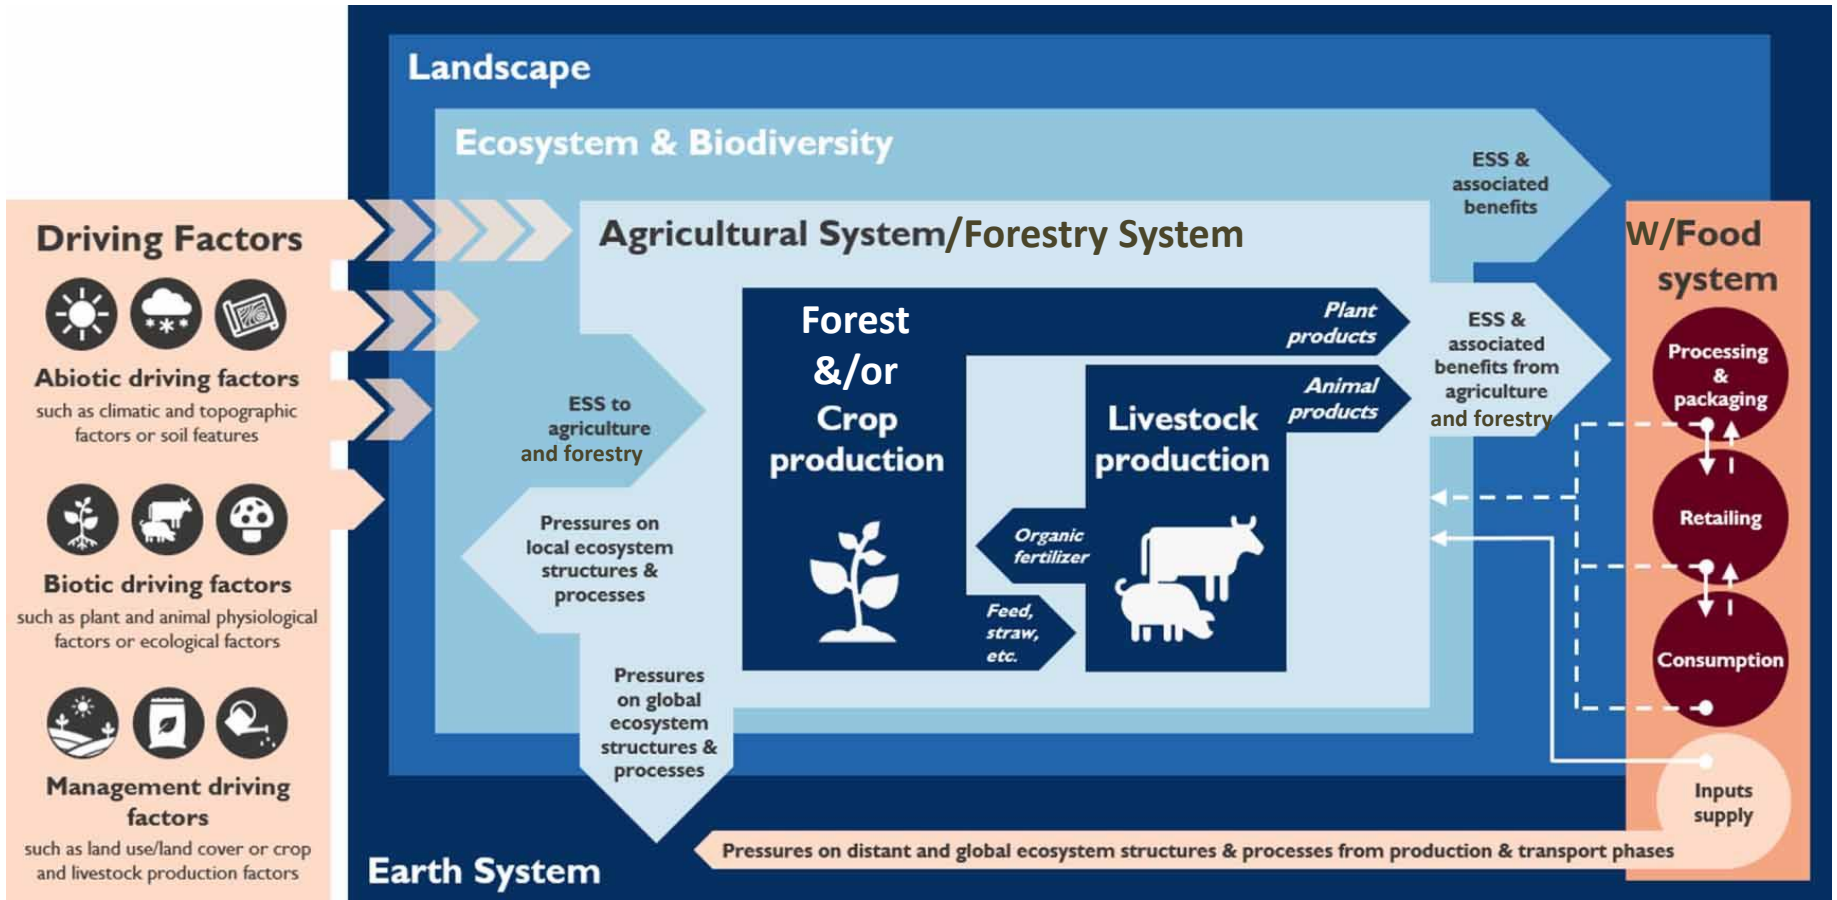 Landscape
Ecosystem & Biodiversity
ESS &
associated
benefits
Driving Factors
Agricultural System/Forestry System
W/Food
system
Abiotic driving factors
such as climatic and topographic
factors or soil features
Biotic driving factors
such as plant and animal physiological
factors or ecological factors
Management driving
factors
such as land use/land cover or crop
and livestock production factors
ESS to
agriculture
and forestry
Pressures on
local ecosystem
structures &
processes
Pressures
on global
ecosystem
structures &
processes
Forest
&/or
Crop
production
Plant
products
Animal
products
Livestock
production
Organic
fertilizer
Feed,
straw,
etc.
ESS &
associated
benefits from
agriculture
and forestry
Processing
&
packaging
Retailing
Consumption
Inputs
supply
Pressures on distant and global ecosystem structures & processes from production & transport phases
Earth System